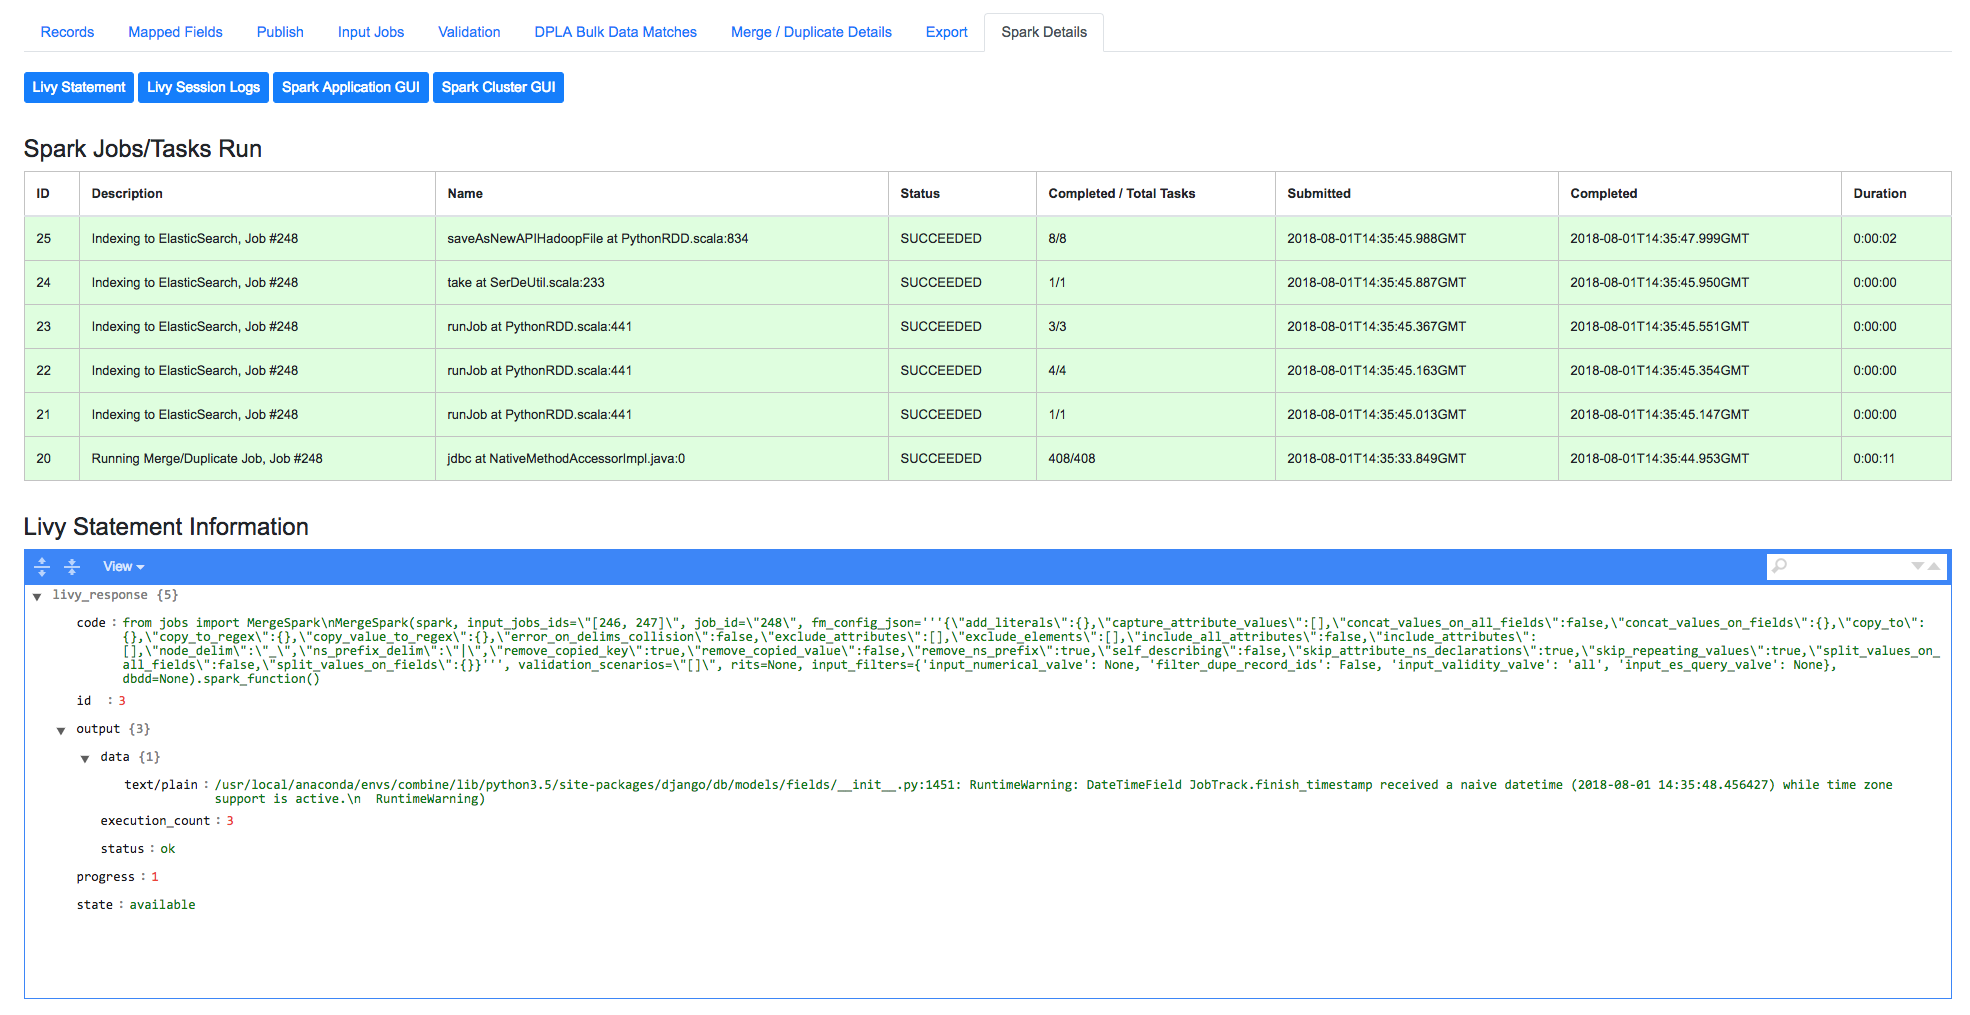 Records Mapped Fields Publish Input Jobs Validation DPLA Bulk Data Matches Merge / Duplicate Details Export Spark Details
Livy Statement Livy Session Logs Spark Application GUI Spark Cluster GUI
Spark Jobs/Tasks Run
ID Description Name Status Completed / Total Tasks Submitted Completed Duration
25 Indexing to ElasticSearch, Job #248 saveAsNewAPIHadoopFile at PythonRDD.scala:834 SUCCEEDED 8/8 2018-08-01T14:35:45.988GMT 2018-08-01T14:35:47.999GMT 0:00:02
24 Indexing to ElasticSearch, Job #248 take at SerDeUtil.scala:233 SUCCEEDED 1/1 2018-08-01T14:35:45.887GMT 2018-08-01T14:35:45.950GMT 0:00:00
23 Indexing to ElasticSearch, Job #248 runJob at PythonRDD.scala:441 SUCCEEDED 3/3 2018-08-01T14:35:45.367GMT 2018-08-01T14:35:45.551GMT 0:00:00
22 Indexing to ElasticSearch, Job #248 runJob at PythonRDD.scala:441 SUCCEEDED 4/4 2018-08-01T14:35:45.163GMT 2018-08-01T14:35:45.354GMT 0:00:00
21 Indexing to ElasticSearch, Job #248 runJob at PythonRDD.scala:441 SUCCEEDED 1/1 2018-08-01T14:35:45.013GMT 2018-08-01T14:35:45.147GMT 0:00:00
20 Running Merge/Duplicate Job, Job #248 jdbc at NativeMethodAccessorImpl.java:0 SUCCEEDED 408/408 2018-08-01T14:35:33.849GMT 2018-08-01T14:35:44.953GMT 0:00:11
Livy Statement Information
View
livy_response {5}
code : from jobs import MergeSpark\nMergeSpark(spark, input_jobs_ids=\"[246, 247]\", job_id=\"248\", fm_config_json='''{\"add_literals\":{},\"capture_attribute_values\":[],\"concat_values_on_all_fields\":false,\"concat_values_on_fields\":{},\"copy_to\":
{},\"copy_to_regex\":{},\"copy_value_to_regex\":{},\"error_on_delims_collision\":false,\"exclude_attributes\":[],\"exclude_elements\":[],\"include_all_attributes\":false,\"include_attributes\":
[],\"node_delim\":\"_\",\"ns_prefix_delim\":\"|\",\"remove_copied_key\":true,\"remove_copied_value\":false,\"remove_ns_prefix\":true,\"self_describing\":false,\"skip_attribute_ns_declarations\":true,\"skip_repeating_values\":true,\"split_values_on_
all_fields\":false,\"split_values_on_fields\":{}}''', validation_scenarios=\"[]\", rits=None, input_filters={'input_numerical_valve': None, 'filter_dupe_record_ids': False, 'input_validity_valve': 'all', 'input_es_query_valve': None},
dbdd=None).spark_function()
id : 3
output {3}
data {1}
text/plain : /usr/local/anaconda/envs/combine/lib/python3.5/site-packages/django/db/models/fields/__init__.py:1451: RuntimeWarning: DateTimeField JobTrack.finish_timestamp received a naive datetime (2018-08-01 14:35:48.456427) while time zone
support is active.\n  RuntimeWarning)
execution_count : 3
status : ok
progress : 1
state : available